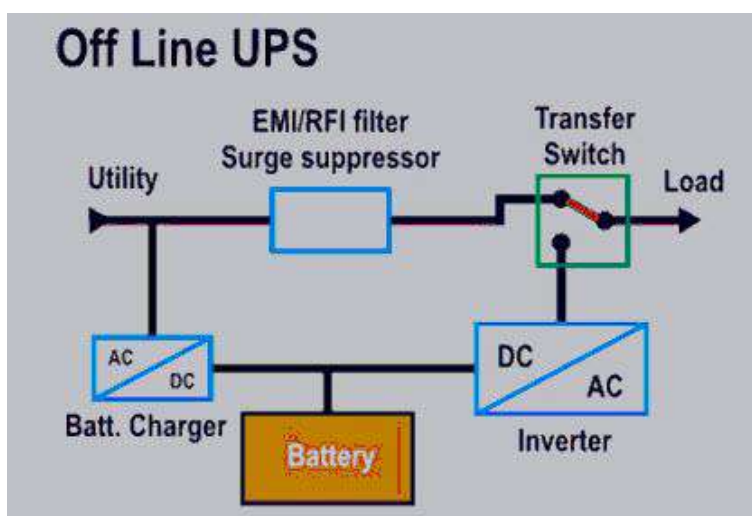 Off Line UPS
EMI/RFI filter
Surge suppressor
Transfer
Switch
Utility
Load
AC
DC
Batt. Charger
Battery
DC
AC
Inverter